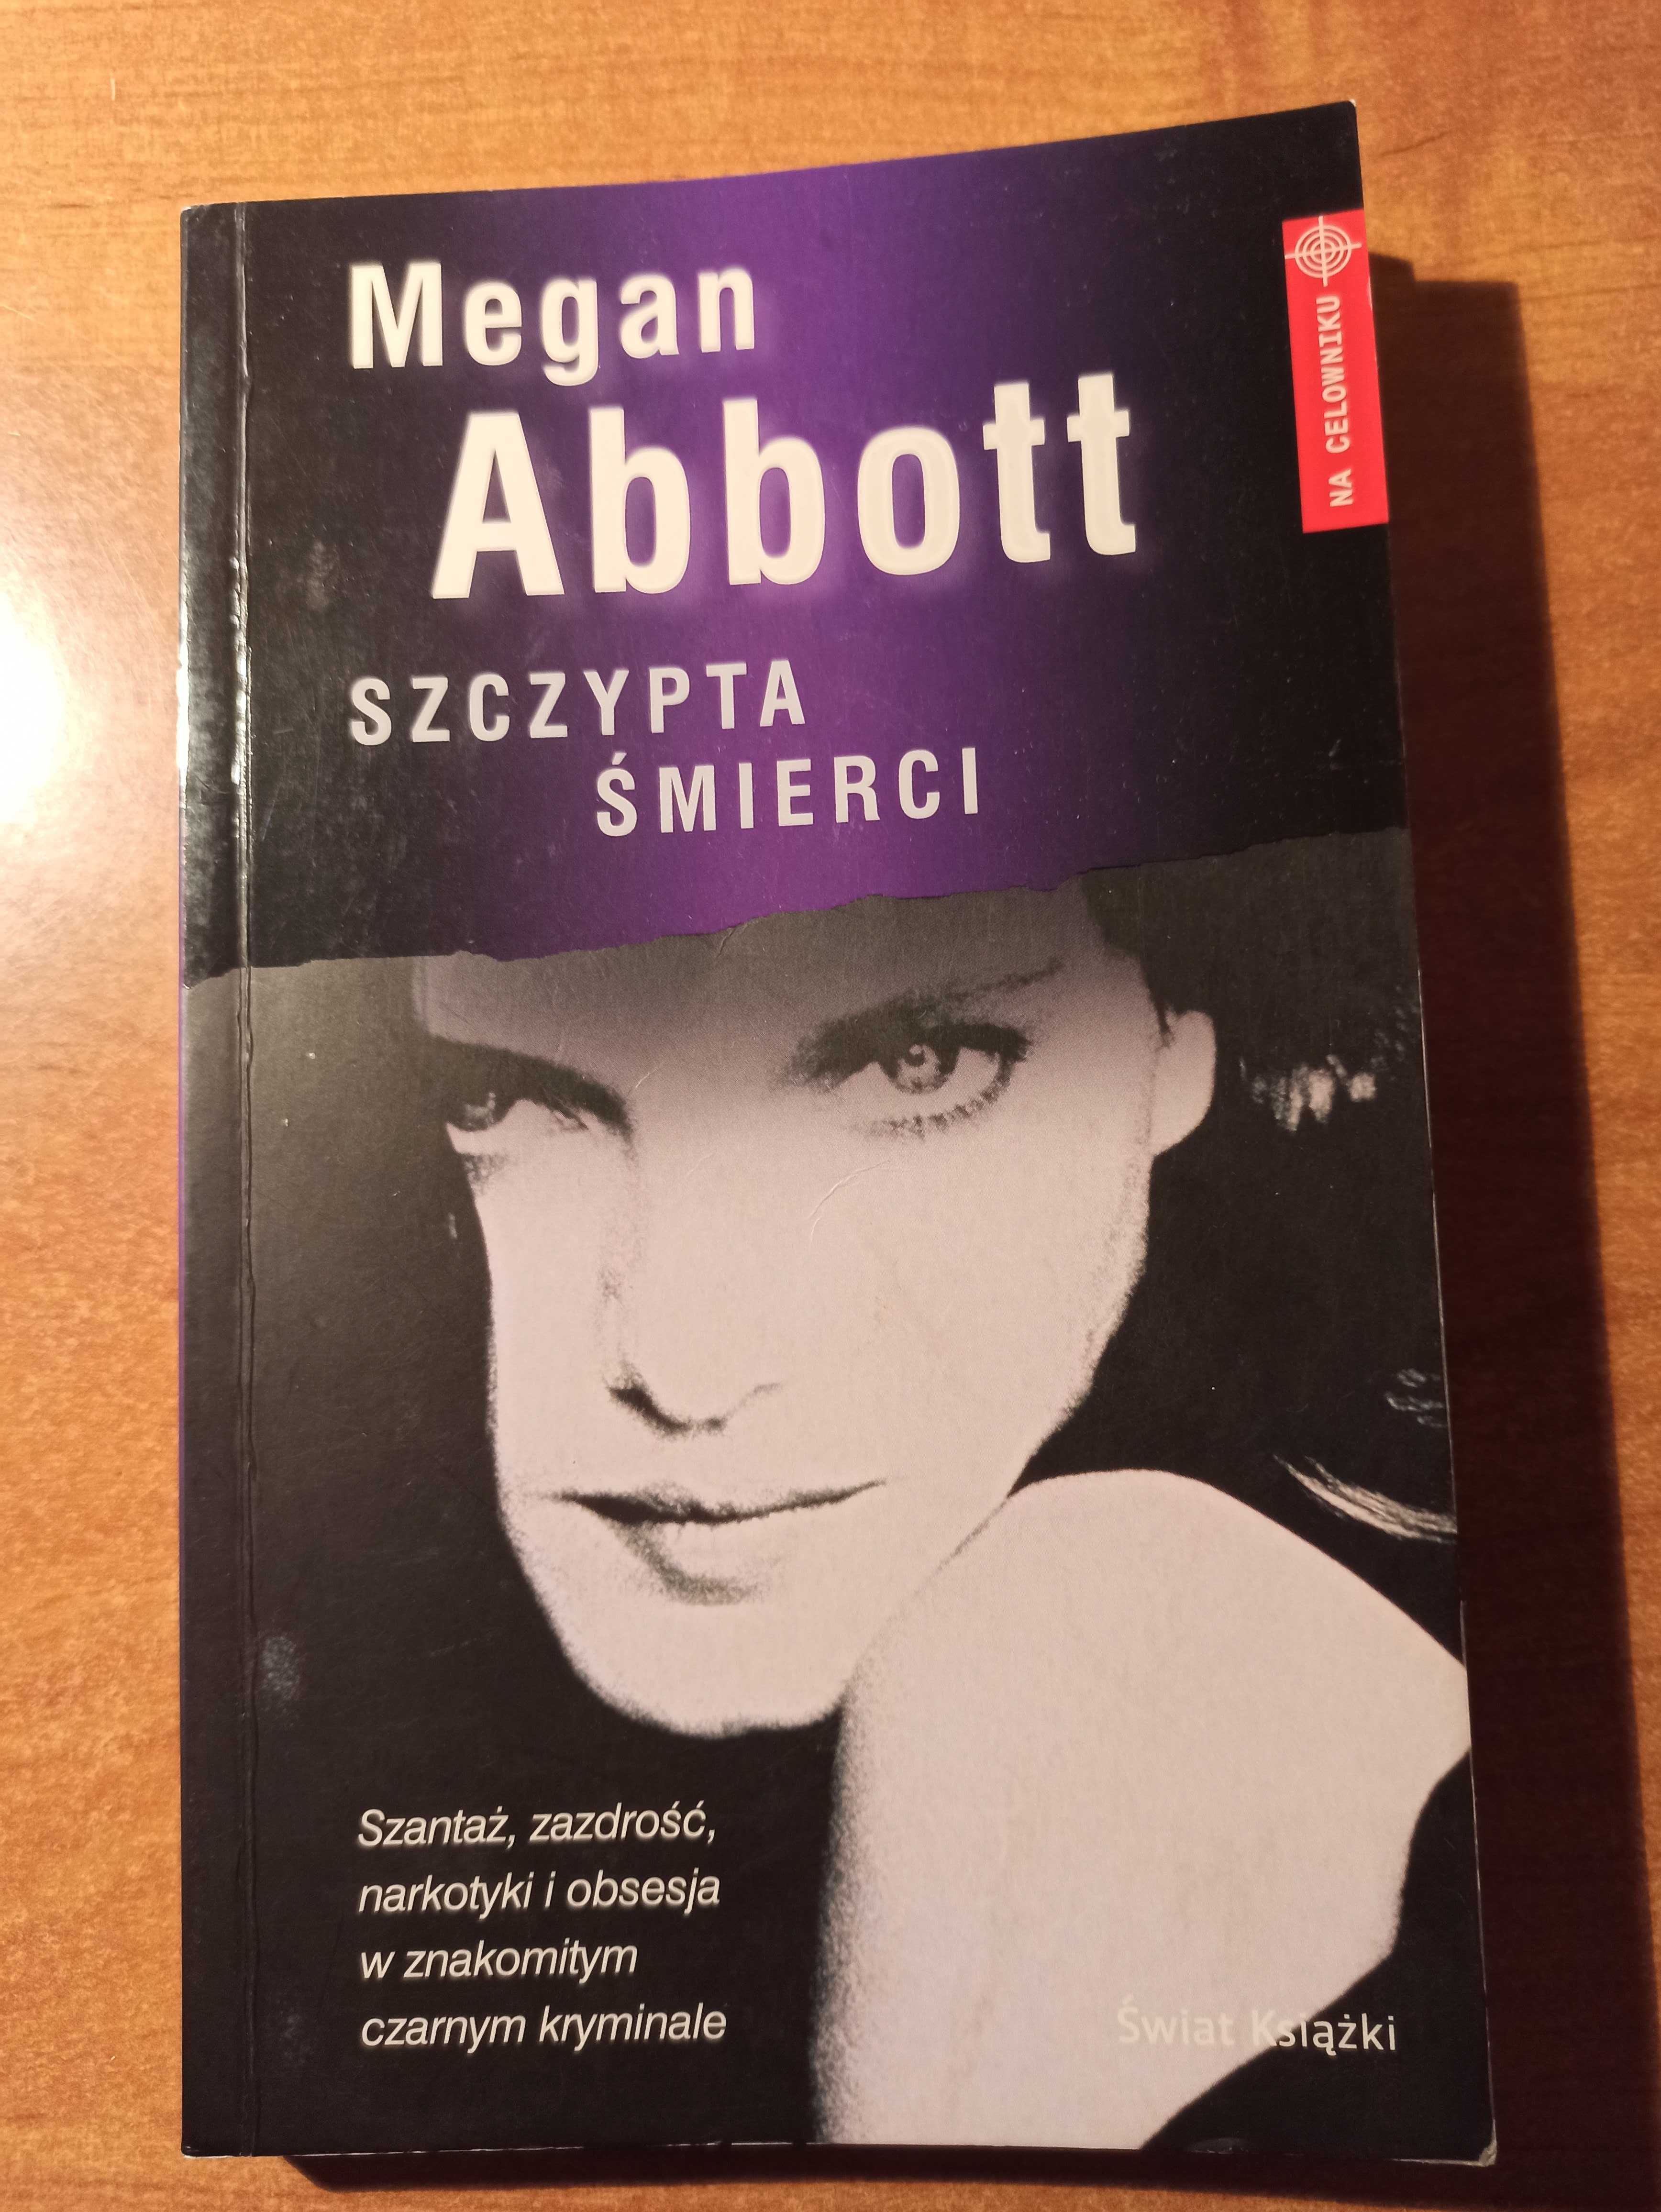 Megan
Abbott
NA CELOWNIKU
SZCZYPTA
ŚMIERCI
Szantaż, zazdrość,
narkotyki i obsesja
w znakomitym
czarnym kryminale
Świat Książki